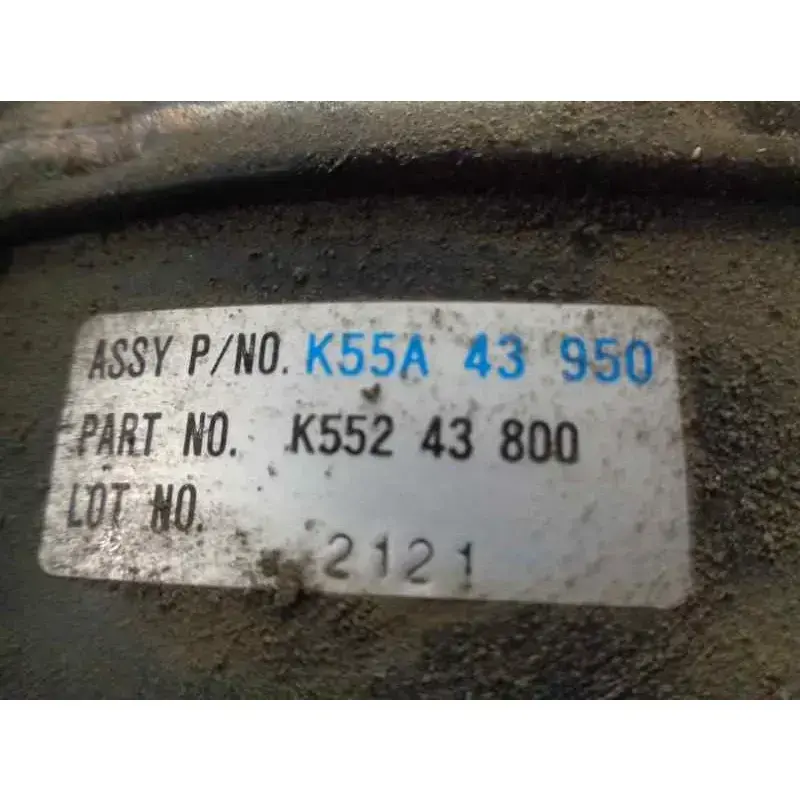 ASSY P/NO. K55A 43 950
PART NO. K552 43 800
LOT NO.
2121